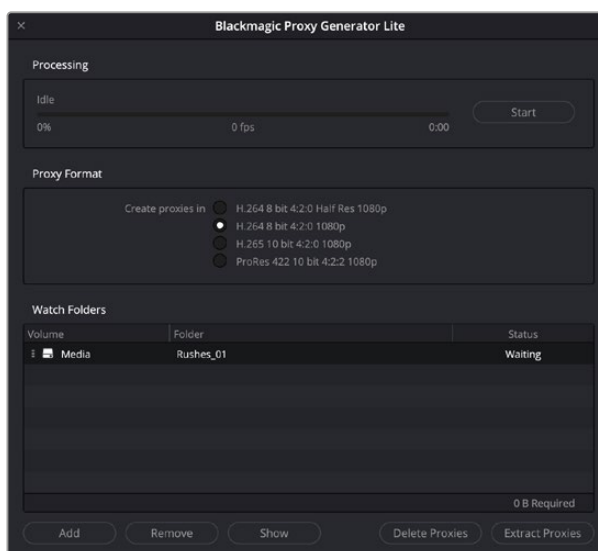 Blackmagic Proxy Generator Lite
Processing
Idle
Start
0% 0 fps 0:00
Proxy Format
Create proxies in H.264 8 bit 4:2:0 Half Res 1080p
H.264 8 bit 4:2:0 1080p
H.265 10 bit 4:2:0 1080p
ProRes 422 10 bit 4:2:2 1080p
Watch Folders
Volume Folder Status
Media Rushes_01 Waiting
0 B Required
Add Remove Show Delete Proxies Extract Proxies